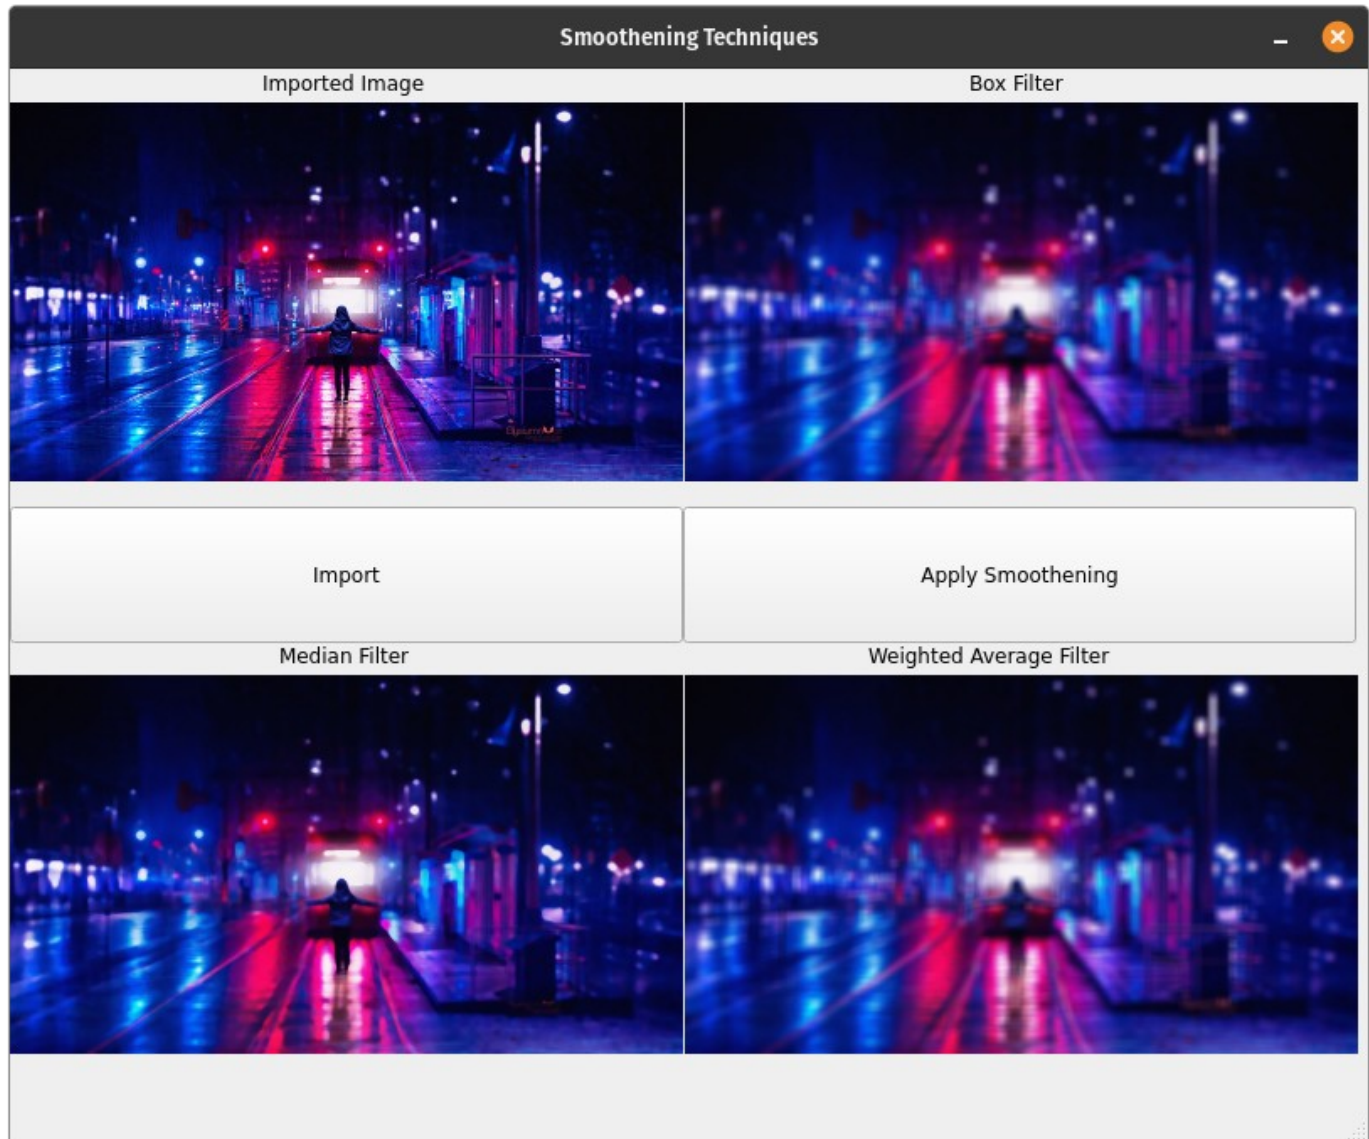 Smoothening Techniques
Imported Image
Box Filter
Import
Apply Smoothening
Median Filter
Weighted Average Filter